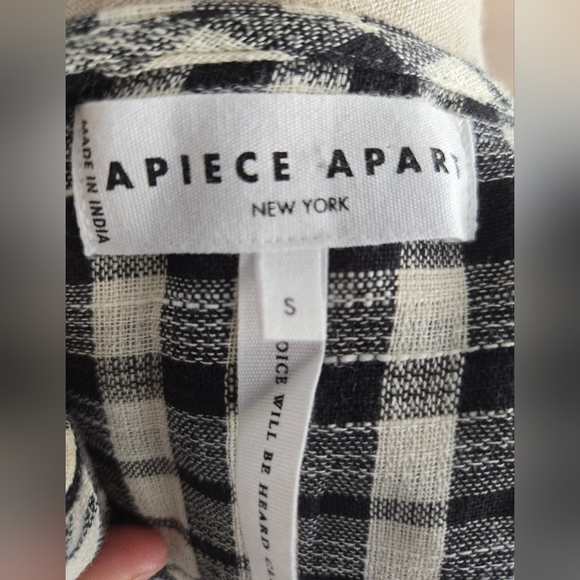 MADE IN INDIA
APIECE APART
NEW YORK
S
OICE WILL BE HEARD